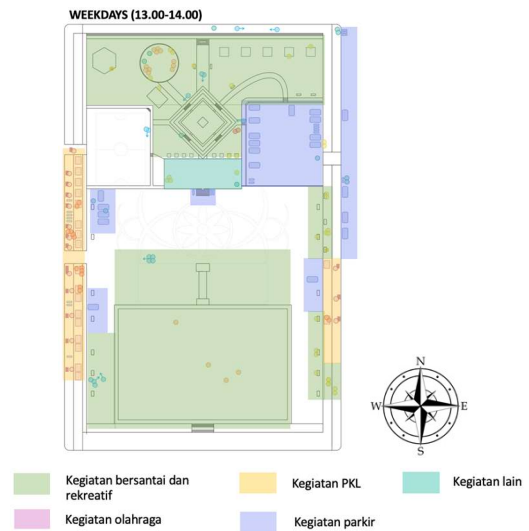 WEEKDAYS (13.00-14.00)
N
W
E
S
Kegiatan bersantai dan
rekreatif
Kegiatan PKL
Kegiatan lain
Kegiatan olahraga
Kegiatan parkir